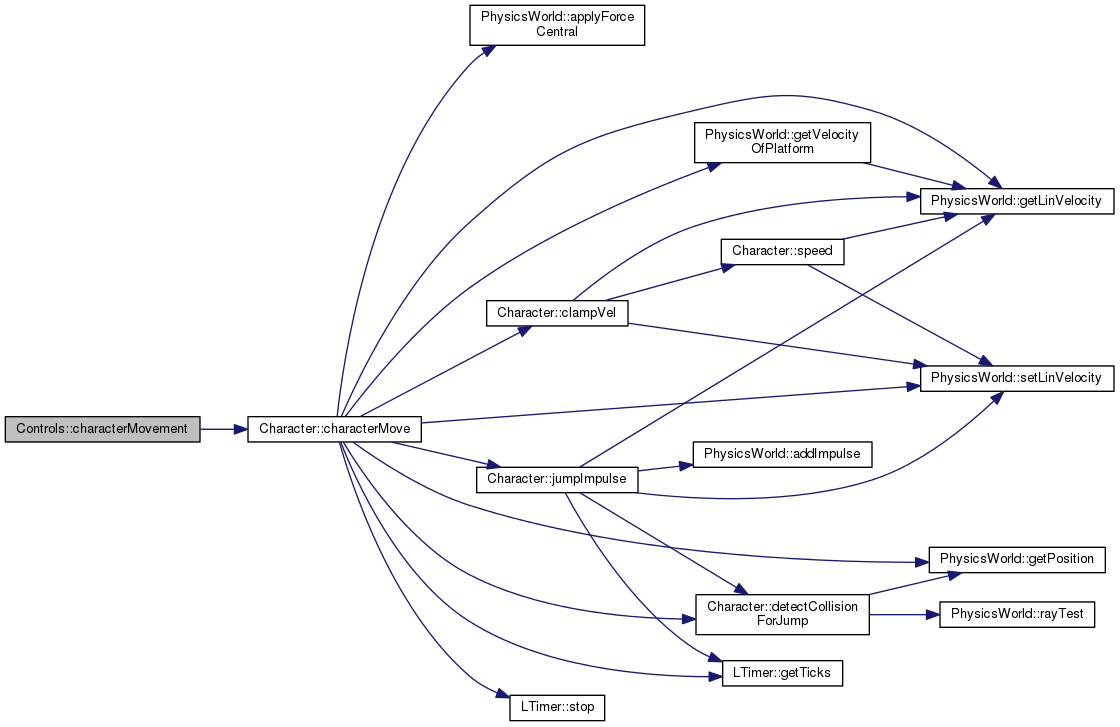 PhysicsWorld::applyForce
Central
PhysicsWorld::getVelocity
OfPlatform
PhysicsWorld::getLinVelocity
Character::speed
Character::clampVel
PhysicsWorld::setLinVelocity
Controls::characterMovement
Character::characterMove
PhysicsWorld::addImpulse
Character::jumpImpulse
PhysicsWorld::getPosition
Character::detectCollision
ForJump
PhysicsWorld::rayTest
LTimer::getTicks
LTimer::stop